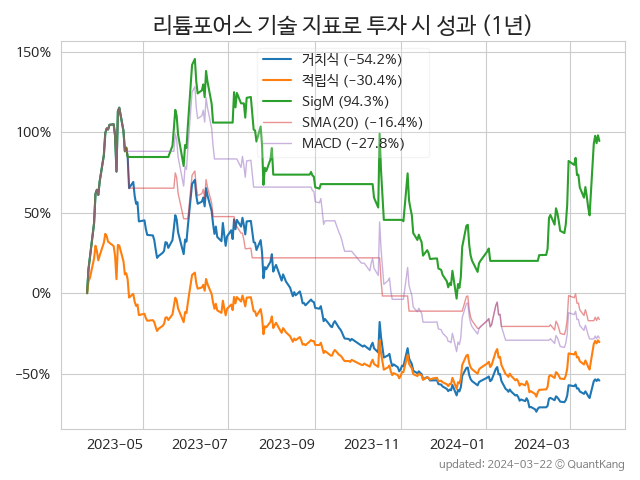 리튬포어스 기술 지표로 투자 시 성과 (1년)
150%
100%
50%
0%
−50%
거치식 (−54.2%)
적립식 (−30.4%)
SigM (94.3%)
SMA(20) (−16.4%)
MACD (−27.8%)
2023-05
2023-07
2023-09
2023-11
2024-01
2024-03
updated: 2024-03-22 ⓒ QuantKang